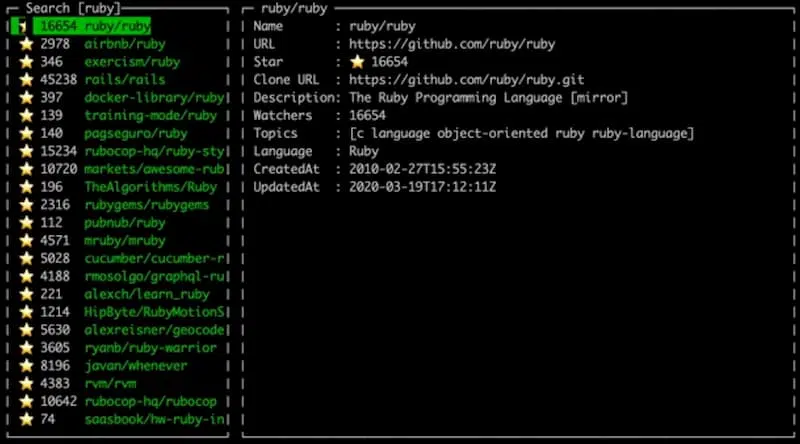 Search [ruby]
⭐ 16654 ruby/ruby
⭐ 2978 airbnb/ruby
⭐ 346 exercism/ruby
⭐ 45238 rails/rails
⭐ 397 docker-library/ruby
⭐ 139 training-mode/ruby
⭐ 140 pagseguro/ruby
⭐ 15234 rubocop-hq/ruby-sty
⭐ 10720 markets/awesome-rub
⭐ 196 TheAlgorithms/Ruby
⭐ 2316 rubygems/rubygems
⭐ 112 pubnub/ruby
⭐ 4571 mruby/mruby
⭐ 5028 cucumber/cucumber-r
⭐ 4188 rmosolgo/graphql-ru
⭐ 221 alexch/learn_ruby
⭐ 1214 HipByte/RubyMotionS
⭐ 5630 alexreisner/geocode
⭐ 3605 ryanb/ruby-warrior
⭐ 8196 javan/whenever
⭐ 4383 rvm/rvm
⭐ 10642 rubocop-hq/rubocop
⭐ 74 saasbook/hw-ruby-in
ruby/ruby
Name : ruby/ruby
URL : https://github.com/ruby/ruby
Star : ⭐ 16654
Clone URL : https://github.com/ruby/ruby.git
Description: The Ruby Programming Language [mirror]
Watchers : 16654
Topics : [c language object-oriented ruby ruby-language]
Language : Ruby
CreatedAt : 2010-02-27T15:55:23Z
UpdatedAt : 2020-03-19T17:12:11Z